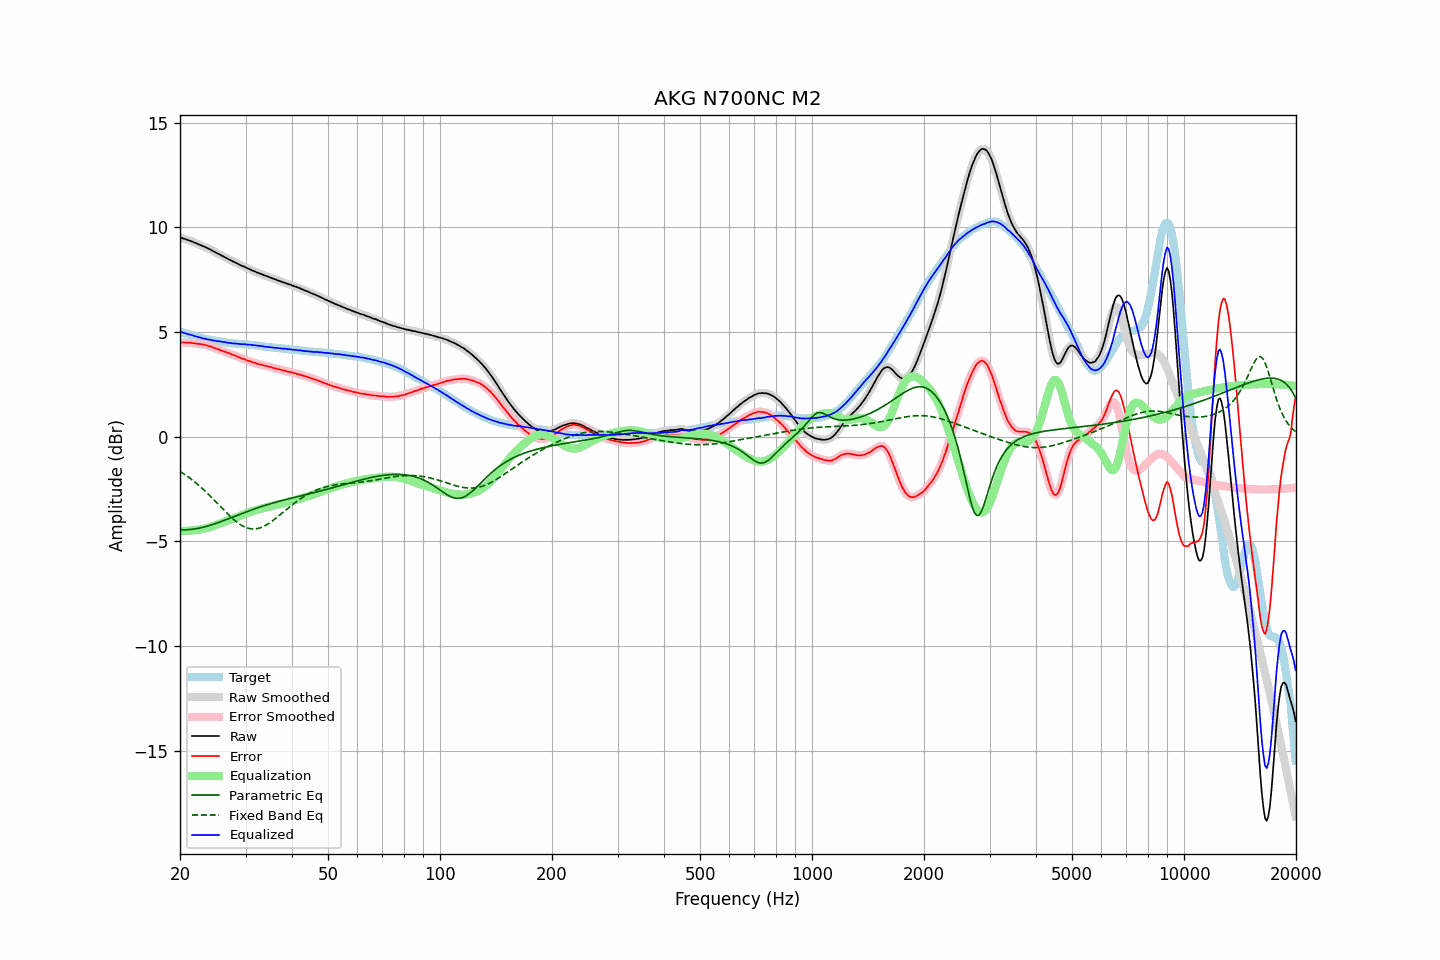 AKG N700NC M2
Amplitude (dBr)
15
10
5
0
−5
−10
−15
Target
Raw Smoothed
Error Smoothed
Raw
Error
Equalization
Parametric Eq
Fixed Band Eq
Equalized
20 50 100 200 500 1000 2000 5000 10000 20000
Frequency (Hz)